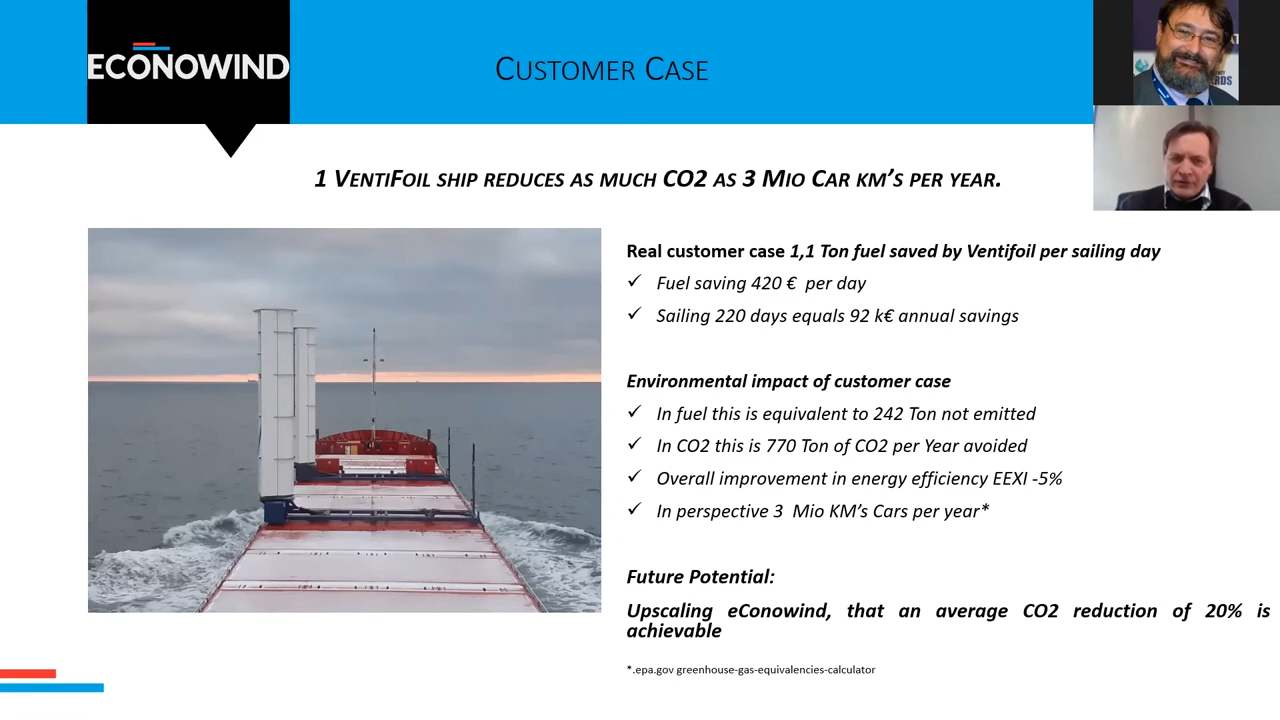 ECONOWIND
CUSTOMER CASE
1 VENTIFOIL SHIP REDUCES AS MUCH CO2 AS 3 MIO CAR KM'S PER YEAR.
Real customer case 1,1 Ton fuel saved by Ventifoil per sailing day
✓ Fuel saving 420 € per day
✓ Sailing 220 days equals 92 k€ annual savings
Environmental impact of customer case
✓ In fuel this is equivalent to 242 Ton not emitted
✓ In CO2 this is 770 Ton of CO2 per Year avoided
✓ Overall improvement in energy efficiency EEXI -5%
✓ In perspective 3 Mio KM's Cars per year*
Future Potential:
Upscaling eConowind, that an average CO2 reduction of 20% is
achievable
*.epa.gov greenhouse-gas-equivalencies-calculator